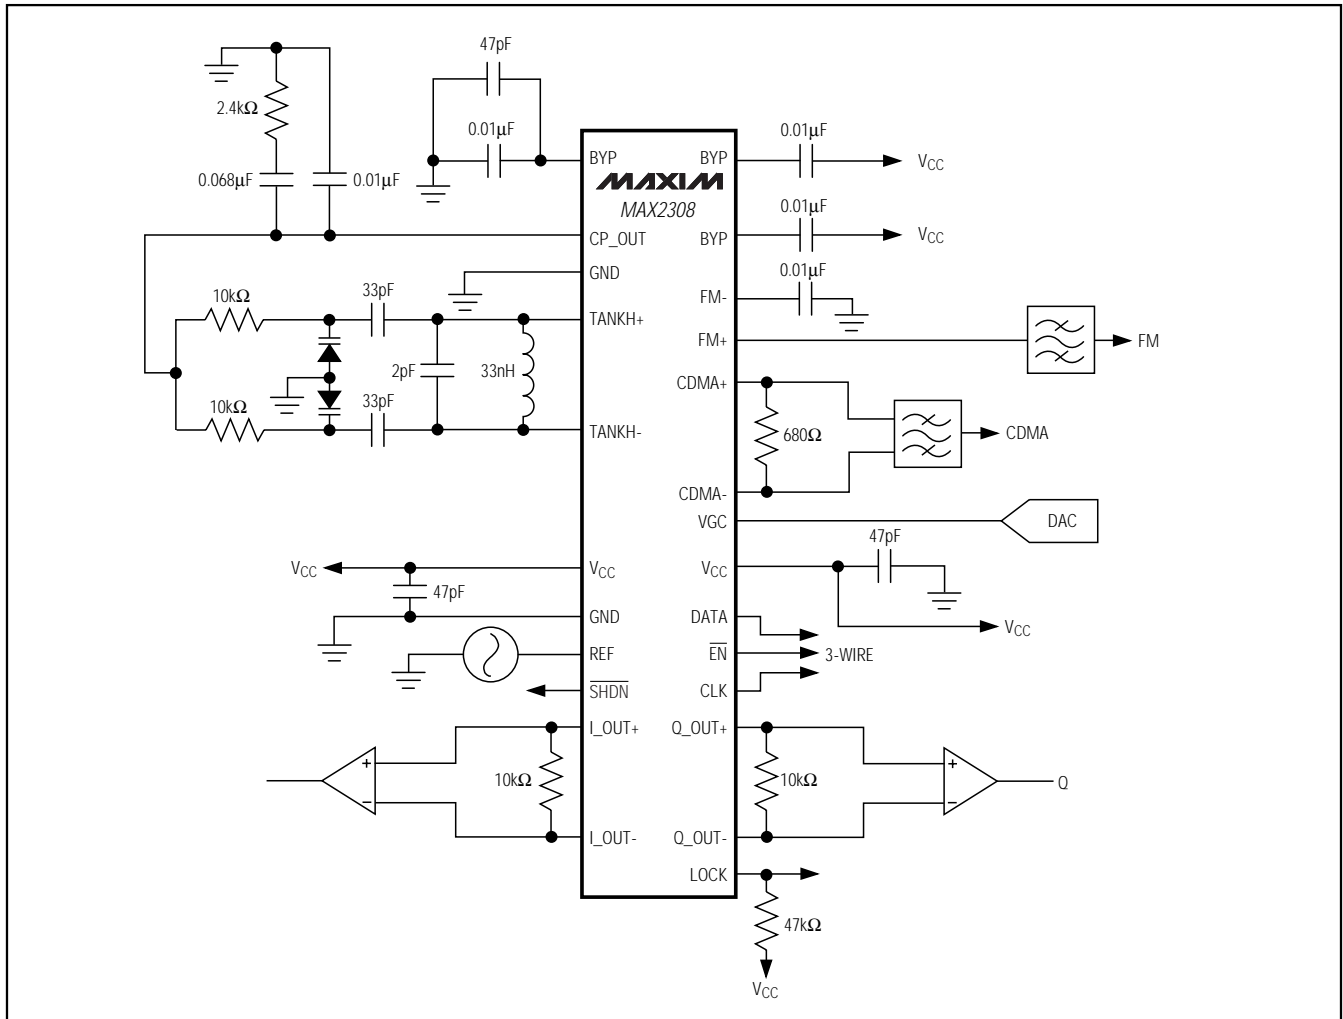 47pF
2.4kΩ
0.01µF
0.01µF
0.068µF
0.01µF
BYP
BYP
VCC
MAXIM
MAX2308
0.01µF
CP_OUT
BYP
VCC
GND
0.01µF
10kΩ
33pF
FM-
TANKH+
FM+
FM
2pF
33nH
CDMA+
10kΩ
33pF
680Ω
CDMA
TANKH-
CDMA-
VGC
DAC
47pF
VCC
VCC
VCC
47pF
GND
DATA
VCC
REF
EN
3-WIRE
SHDN
CLK
I_OUT+
Q_OUT+
+
+
10kΩ
10kΩ
Q
−
−
I_OUT-
Q_OUT-
LOCK
47kΩ
VCC